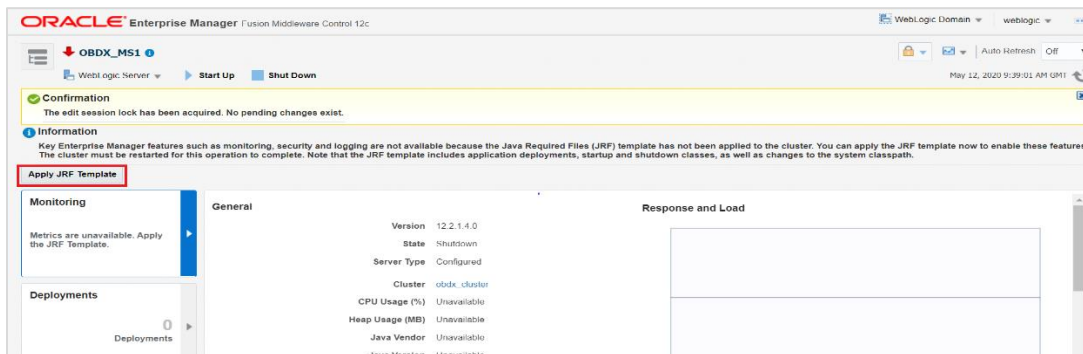 ORACLE Enterprise Manager Fusion Middleware Control 12c
WebLogic Domain weblogic
OBDX_MS1
Auto Refresh Off
WebLogic Server Start Up Shut Down
May 12, 2020 9:39:01 AM GMT
Confirmation
The edit session lock has been acquired. No pending changes exist.
Information
Key Enterprise Manager features such as monitoring, security and logging are not available because the Java Required Files (JRF) template has not been applied to the cluster. You can apply the JRF template now to enable these feature
The cluster must be restarted for this operation to complete. Note that the JRF template includes application deployments, startup and shutdown classes, as well as changes to the system classpath.
Apply JRF Template
Monitoring
Metrics are unavailable. Apply
the JRF Template.
Deployments
0
Deployments
General
Version 12.2.1.4.0
State Shutdown
Server Type Configured
Cluster obdx_cluster
CPU Usage (%) Unavailable
Heap Usage (MB) Unavailable
Java Vendor Unavailable
Response and Load